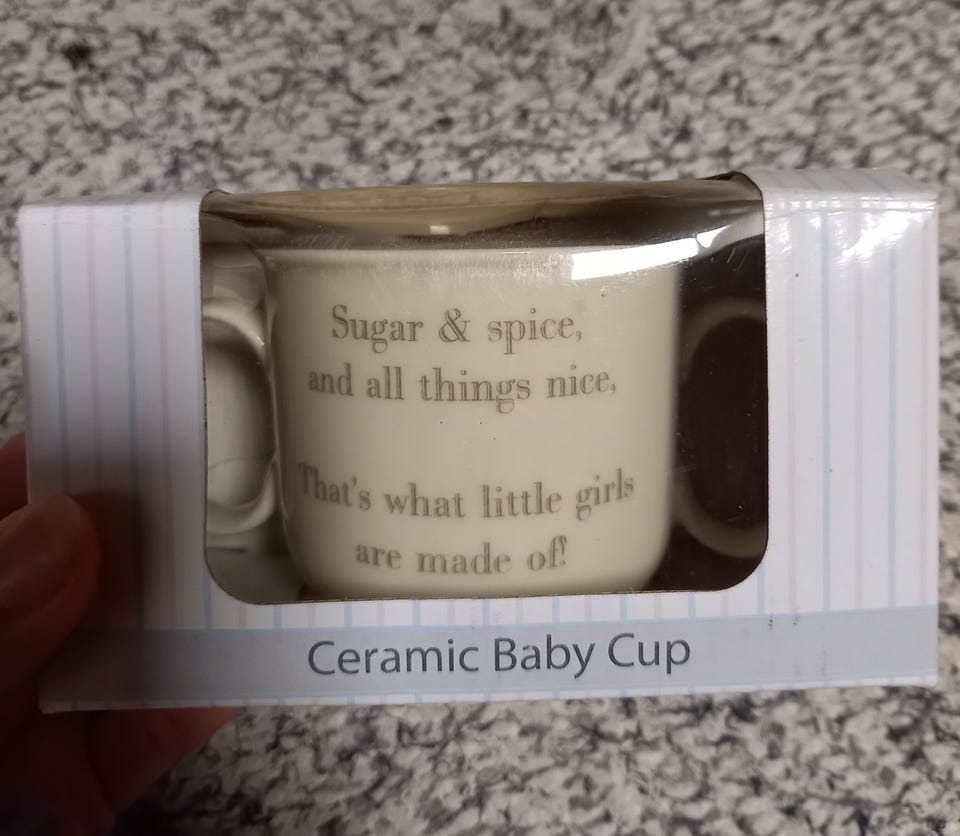 Sugar & spice,
and all things nice,
That's what little girls
are made of!
Ceramic Baby Cup